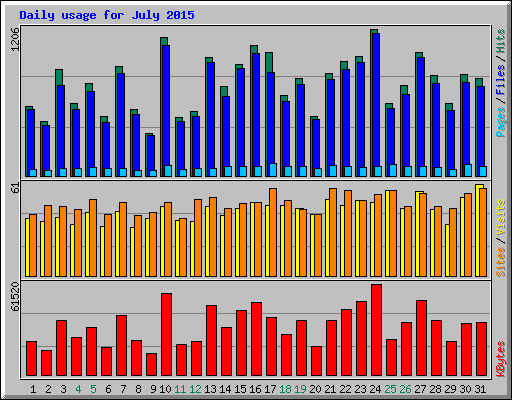 Daily usage for July 2015
1206
Pages / Files / Hits
61
Sites / Visits
61520
KBytes
1 2 3 4 5 6 7 8 9 10 11 12 13 14 15 16 17 18 19 20 21 22 23 24 25 26 27 28 29 30 31